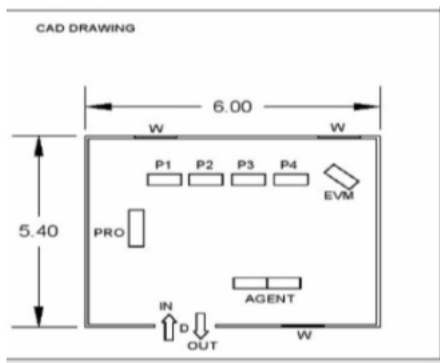 CAD DRAWING
6.00
W W
P1 P2 P3 P4
EVM
5.40
PRO
AGENT
IN
D
OUT
W